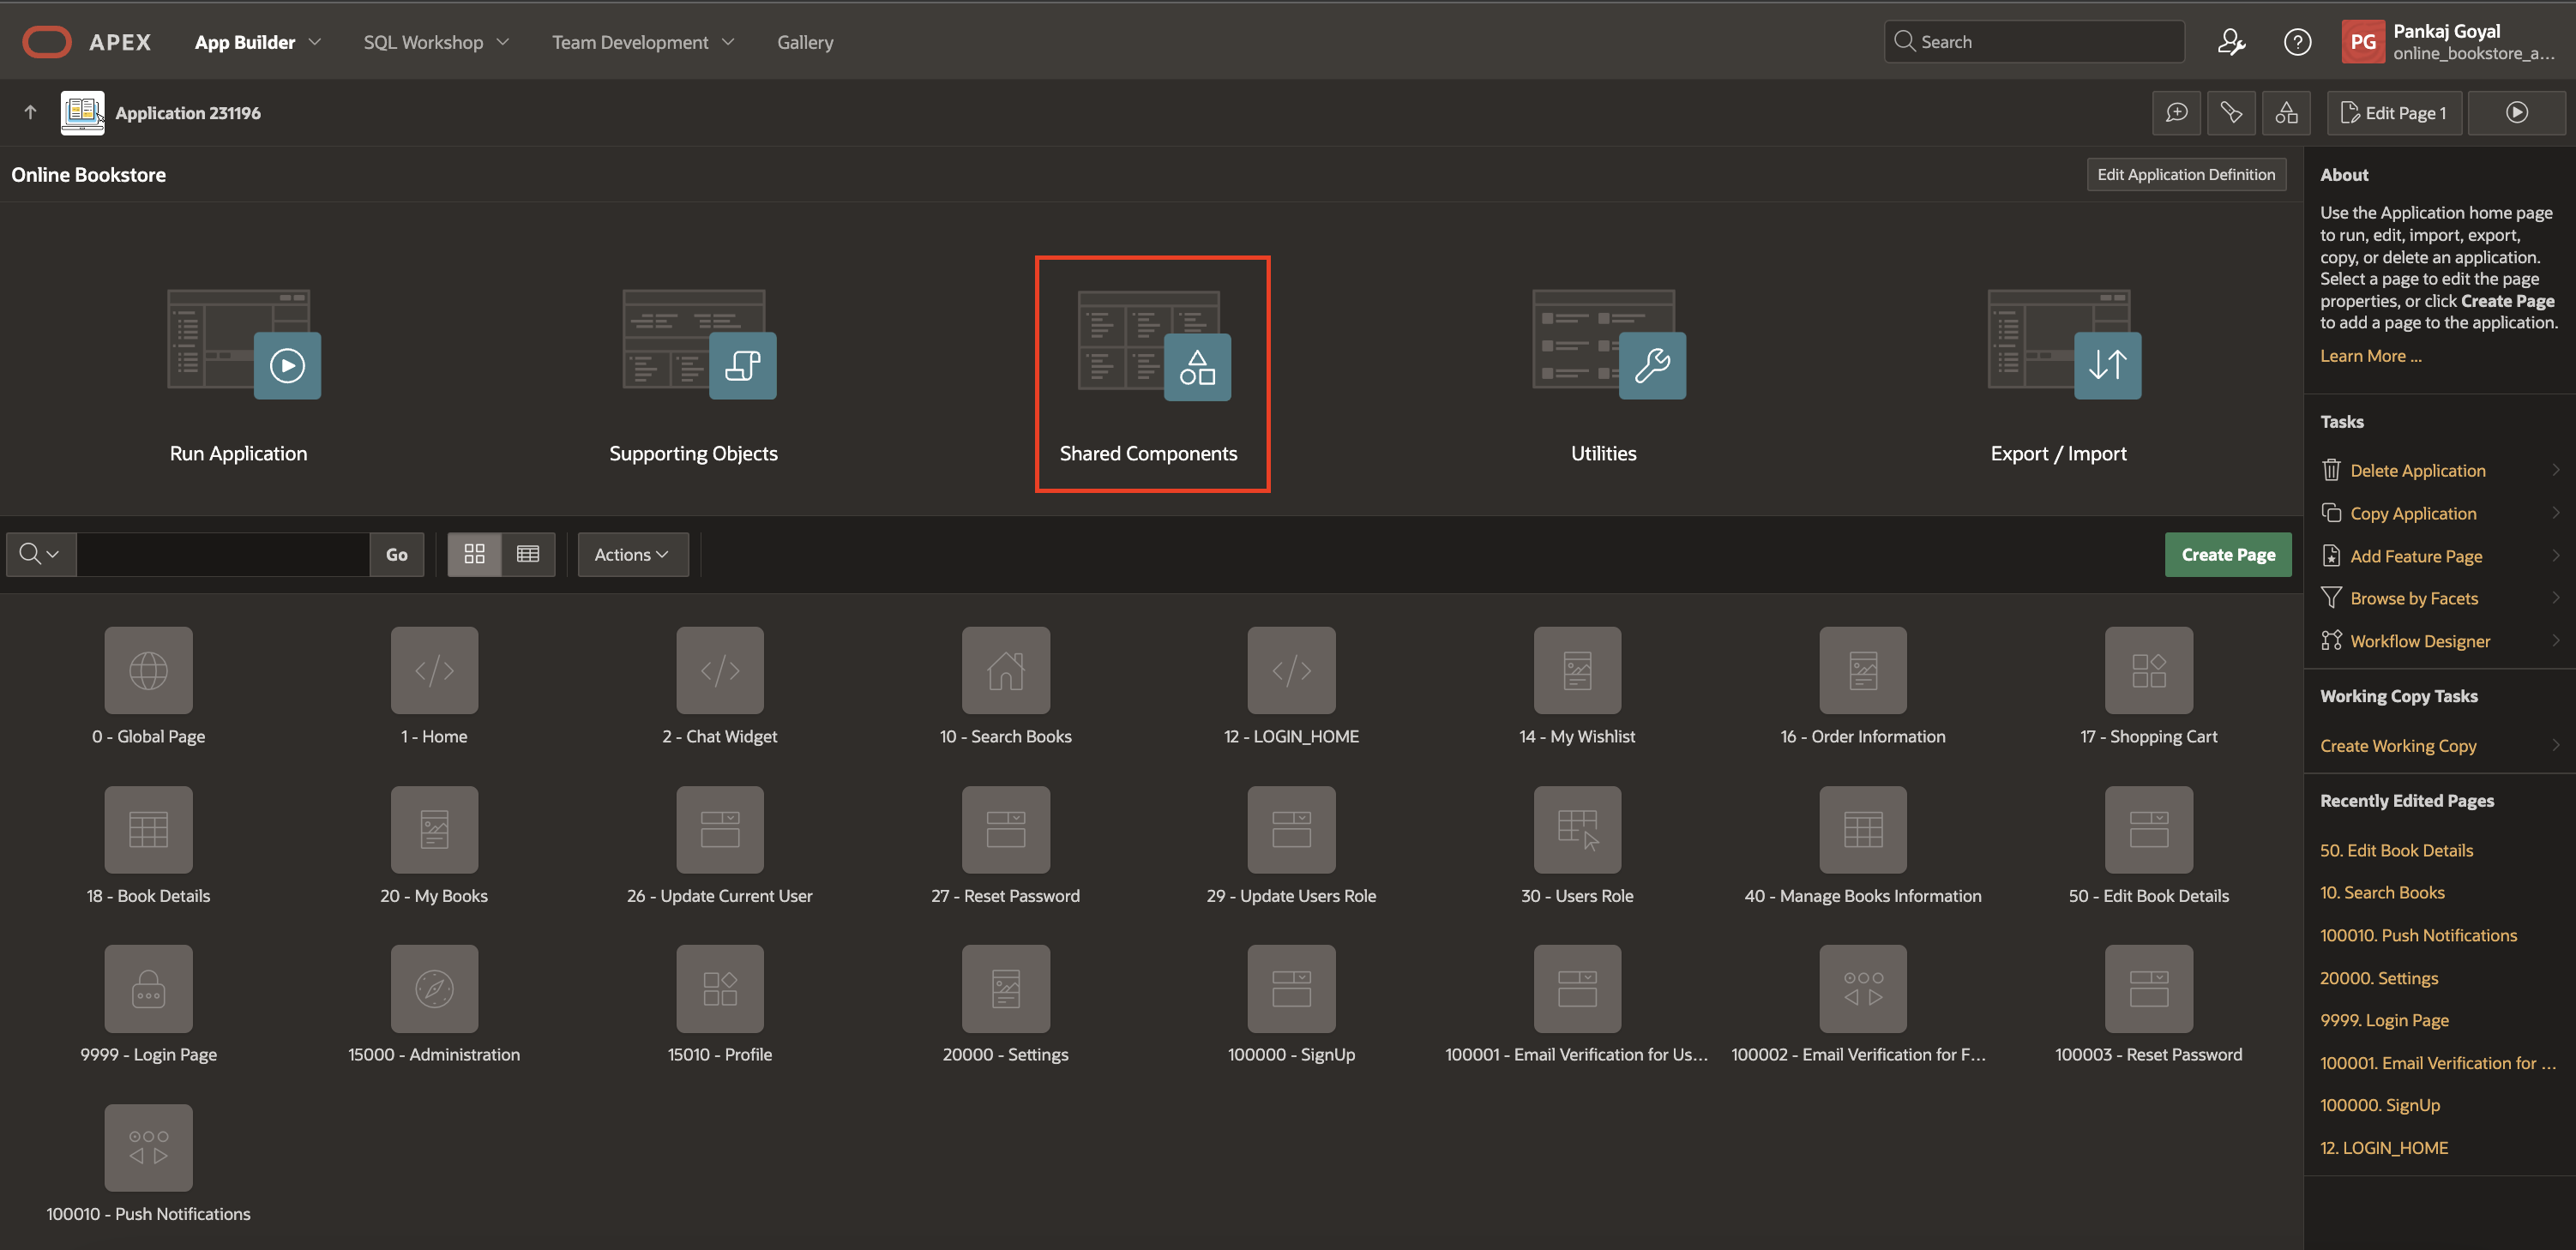 APEX
App Builder
SQL Workshop
Team Development
Gallery
Search
PG
Pankaj Goyal
online_bookstore_a...
Application 231196
Edit Page 1
Online Bookstore
Edit Application Definition
Run Application
Supporting Objects
Shared Components
Utilities
Export / Import
Go
Actions
Create Page
0 - Global Page
1 - Home
2 - Chat Widget
10 - Search Books
12 - LOGIN_HOME
14 - My Wishlist
16 - Order Information
17 - Shopping Cart
18 - Book Details
20 - My Books
26 - Update Current User
27 - Reset Password
29 - Update Users Role
30 - Users Role
40 - Manage Books Information
50 - Edit Book Details
9999 - Login Page
15000 - Administration
15010 - Profile
20000 - Settings
100000 - SignUp
100001 - Email Verification for Us...
100002 - Email Verification for F...
100003 - Reset Password
100010 - Push Notifications
About
Use the Application home page
to run, edit, import, export,
copy, or delete an application.
Select a page to edit the page
properties, or click Create Page
to add a page to the application.
Learn More ...
Tasks
Delete Application
Copy Application
Add Feature Page
Browse by Facets
Workflow Designer
Working Copy Tasks
Create Working Copy
Recently Edited Pages
50. Edit Book Details
10. Search Books
100010. Push Notifications
20000. Settings
9999. Login Page
100001. Email Verification for ...
100000. SignUp
12. LOGIN_HOME